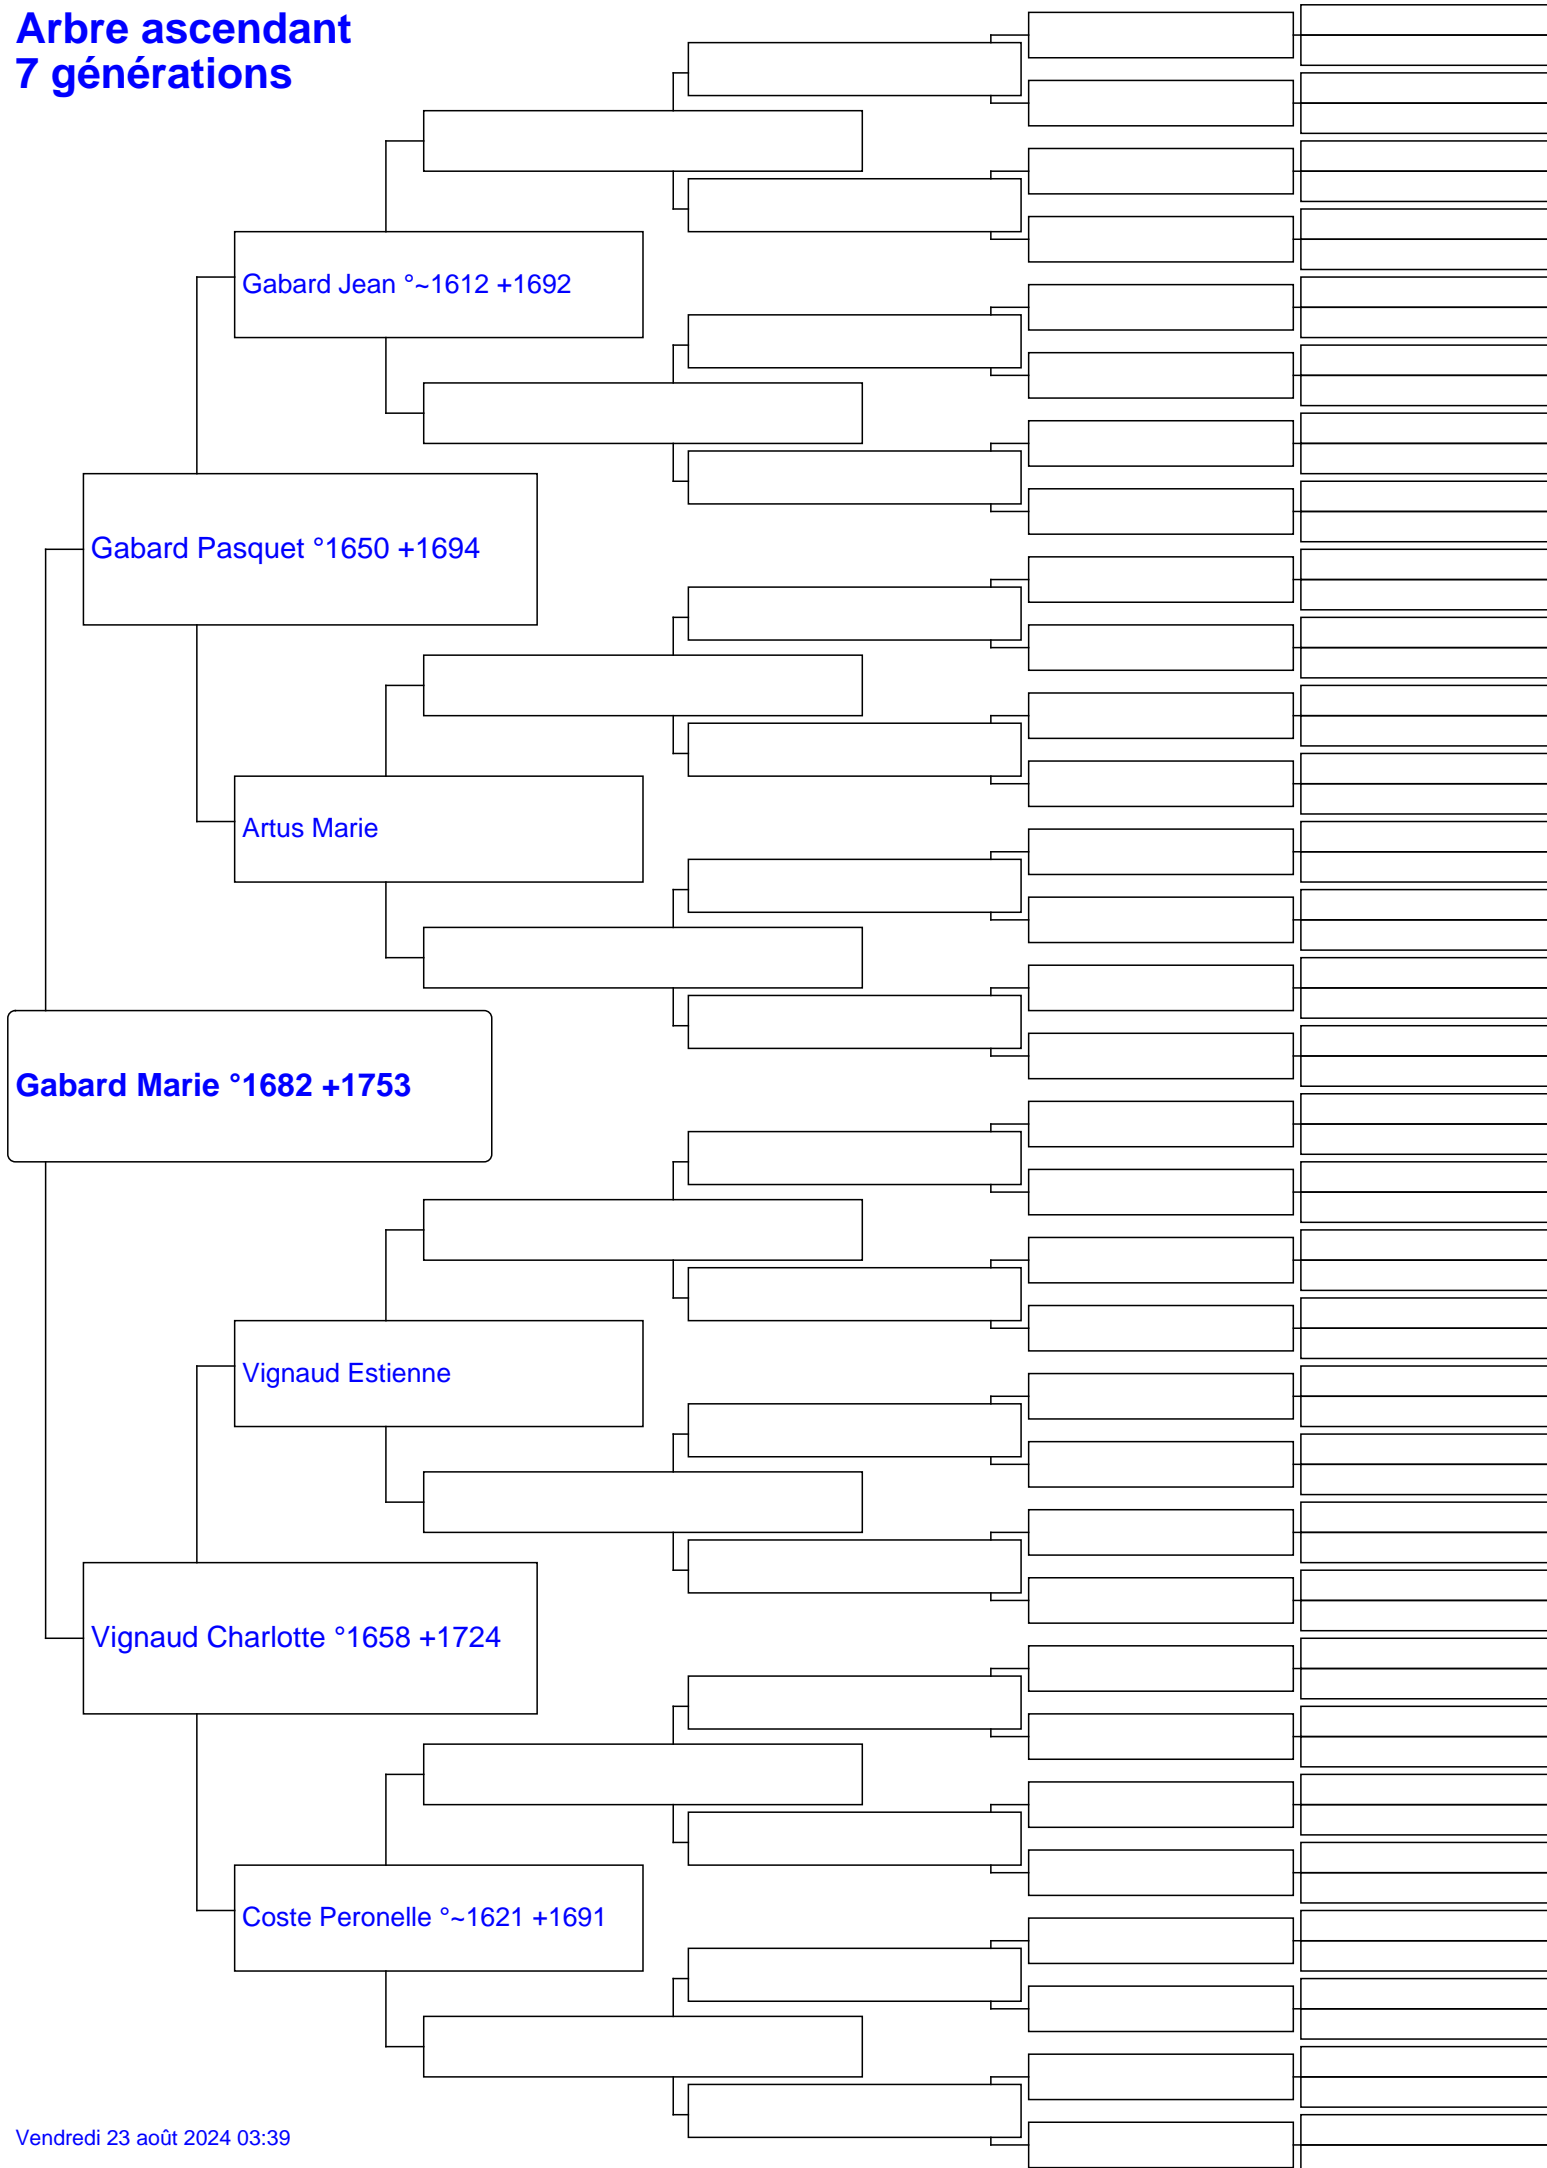 Arbre ascendant
7 générations
Gabard Jean °~1612 +1692
Gabard Pasquet °1650 +1694
Artus Marie
Gabard Marie °1682 +1753
Vignaud Estienne
Vignaud Charlotte °1658 +1724
Coste Peronelle °~1621 +1691
Vendredi 23 août 2024 03:39